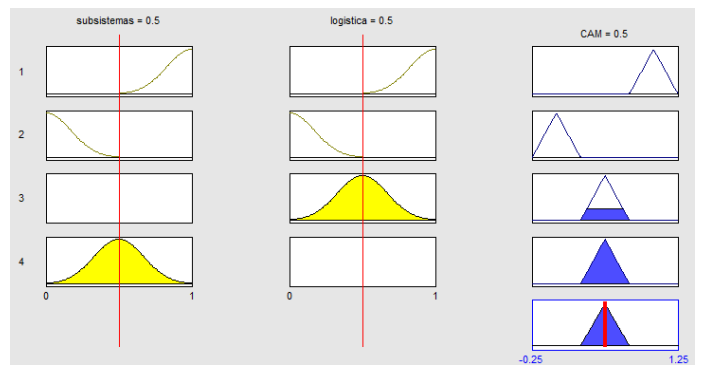 subsistemas = 0.5
logistica = 0.5
CAM = 0.5
1
2
3
4
0 1
0 1
-0.25 1.25